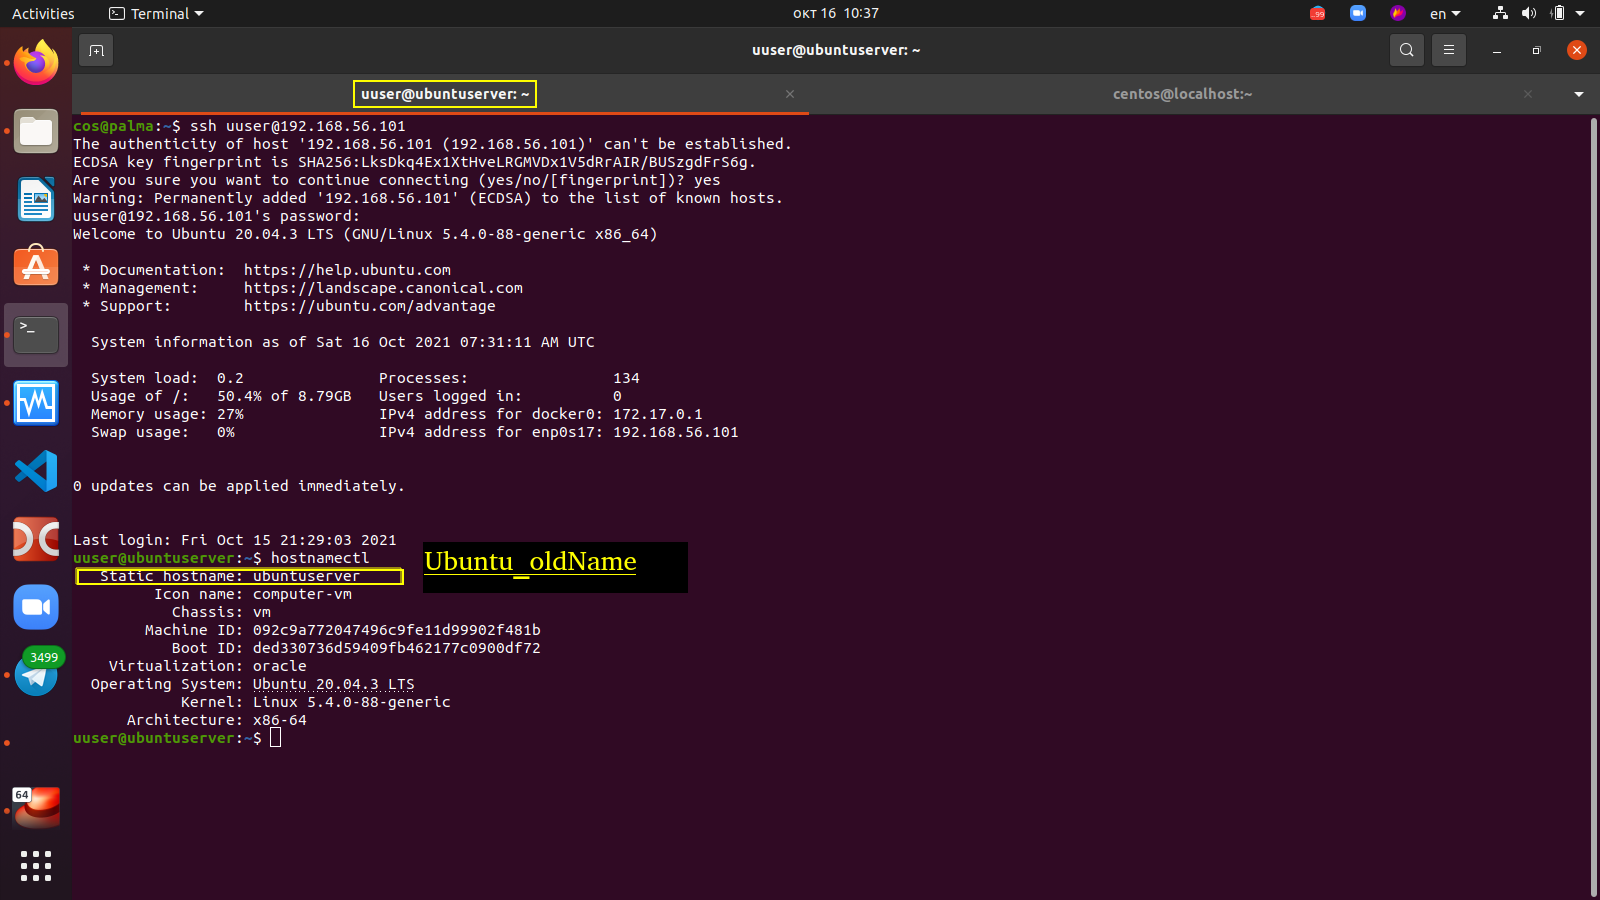 Activities Terminal окт 16 10:37 en
uuser@ubuntuserver: ~
uuser@ubuntuserver: ~ centos@localhost:~
cos@palma:~$ ssh uuser@192.168.56.101
The authenticity of host '192.168.56.101 (192.168.56.101)' can't be established.
ECDSA key fingerprint is SHA256:LksDkq4Ex1XtHveLRGMVDx1V5dRrAIR/BUSzgdFrS6g.
Are you sure you want to continue connecting (yes/no/[fingerprint])? yes
Warning: Permanently added '192.168.56.101' (ECDSA) to the list of known hosts.
uuser@192.168.56.101's password:
Welcome to Ubuntu 20.04.3 LTS (GNU/Linux 5.4.0-88-generic x86_64)
* Documentation: https://help.ubuntu.com
* Management: https://landscape.canonical.com
* Support: https://ubuntu.com/advantage
System information as of Sat 16 Oct 2021 07:31:11 AM UTC
System load: 0.2 Processes: 134
Usage of /: 50.4% of 8.79GB Users logged in: 0
Memory usage: 27% IPv4 address for docker0: 172.17.0.1
Swap usage: 0% IPv4 address for enp0s17: 192.168.56.101
0 updates can be applied immediately.
Last login: Fri Oct 15 21:29:03 2021
uuser@ubuntuserver:~$ hostnamectl
Ubuntu_oldName
Static hostname: ubuntuserver
Icon name: computer-vm
Chassis: vm
Machine ID: 092c9a772047496c9fe11d99902f481b
Boot ID: ded330736d59409fb462177c0900df72
Virtualization: oracle
Operating System: Ubuntu 20.04.3 LTS
Kernel: Linux 5.4.0-88-generic
Architecture: x86-64
uuser@ubuntuserver:~$
3499
64